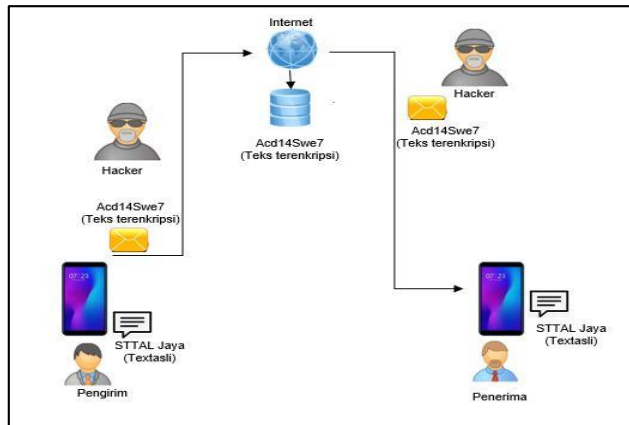 Internet
Hacker
Acd14Swe7
(Teks terenkripsi)
Hacker
Acd14Swe7
(Teks terenkripsi)
Acd14Swe7
(Teks terenkripsi)
07:23
STTAL Jaya
(Textasli)
Pengirim
07:23
STTAL Jaya
(Textasli)
Penerima